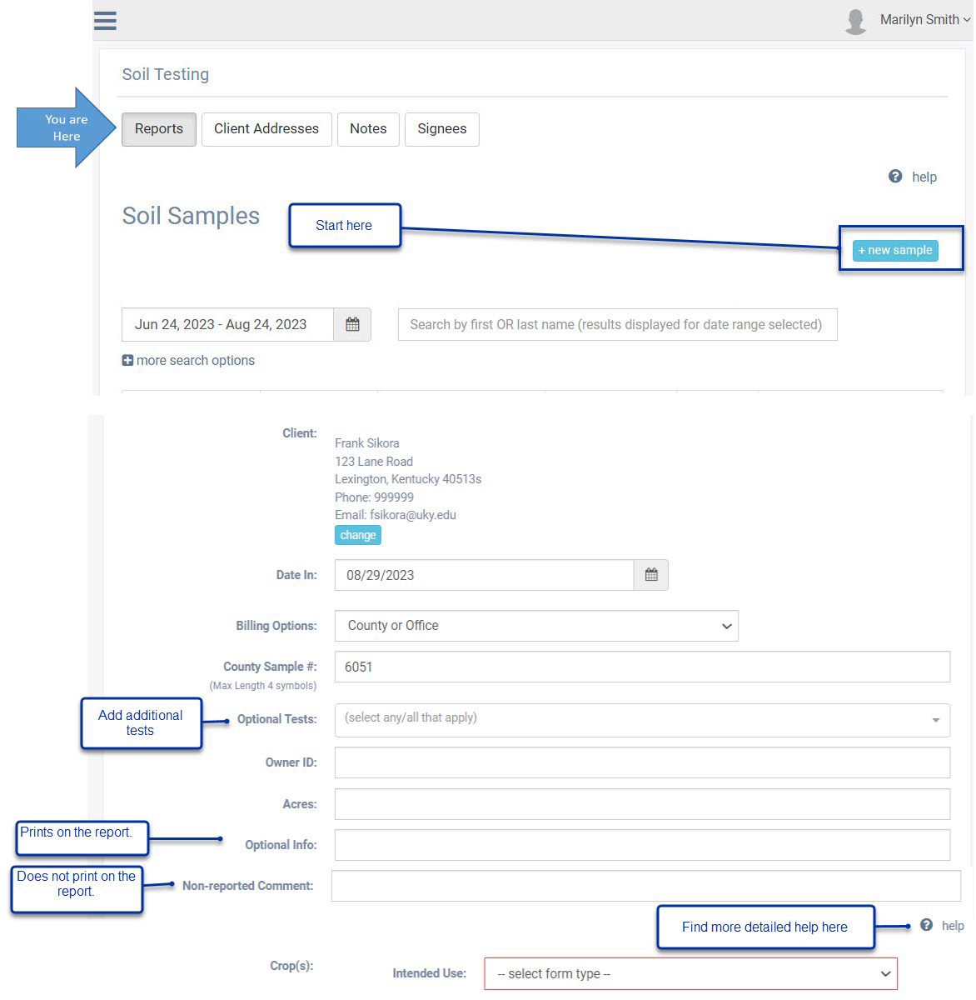 Marilyn Smith
Soil Testing
You are
Here
Reports
Client Addresses
Notes
Signees
help
Soil Samples
Start here
+ new sample
Jun 24, 2023 - Aug 24, 2023
Search by first OR last name (results displayed for date range selected)
more search options
Client:
Frank Sikora
123 Lane Road
Lexington, Kentucky 40513s
Phone: 999999
Email: fsikora@uky.edu
change
Date In:
08/29/2023
Billing Options:
County or Office
County Sample #:
(Max Length 4 symbols)
6051
Add additional
tests
Optional Tests:
(select any/all that apply)
Owner ID:
Acres:
Prints on the report.
Optional Info:
Does not print on the
report.
Non-reported Comment:
Find more detailed help here
help
Crop(s):
Intended Use:
-- select form type --